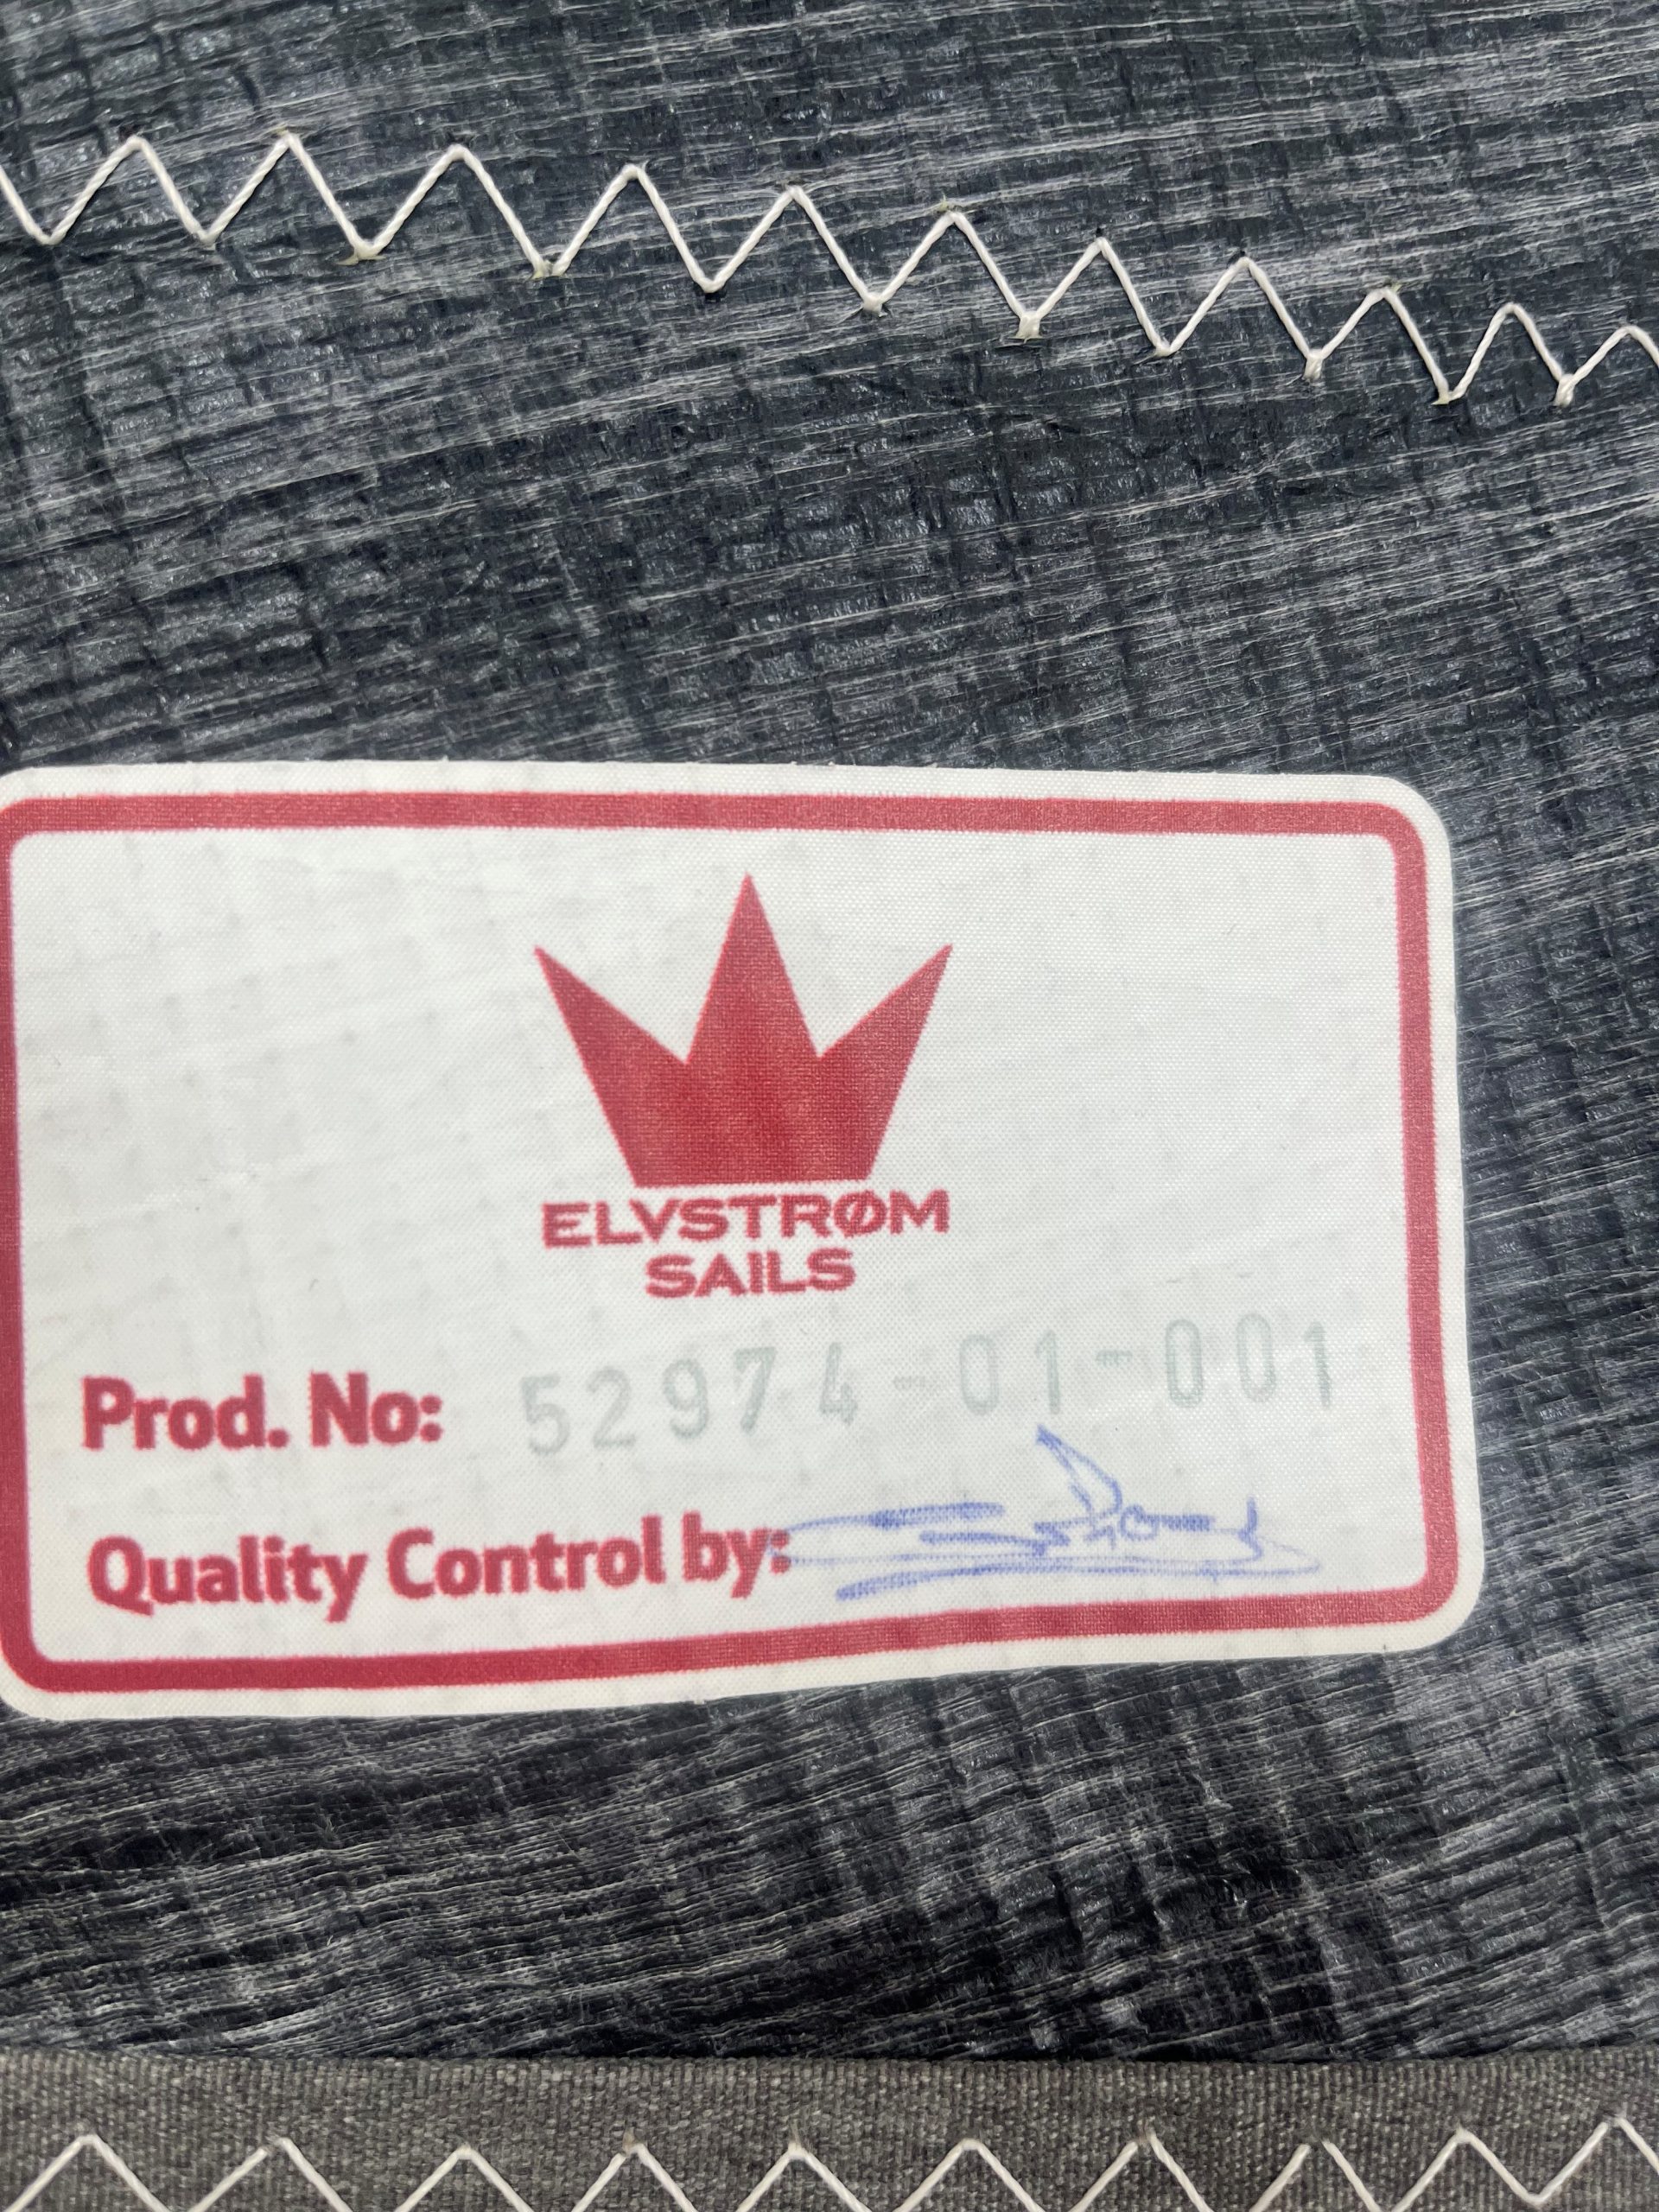 ELVSTRØM
SAILS
Prod. No: 52974-01-001
Quality Control by: